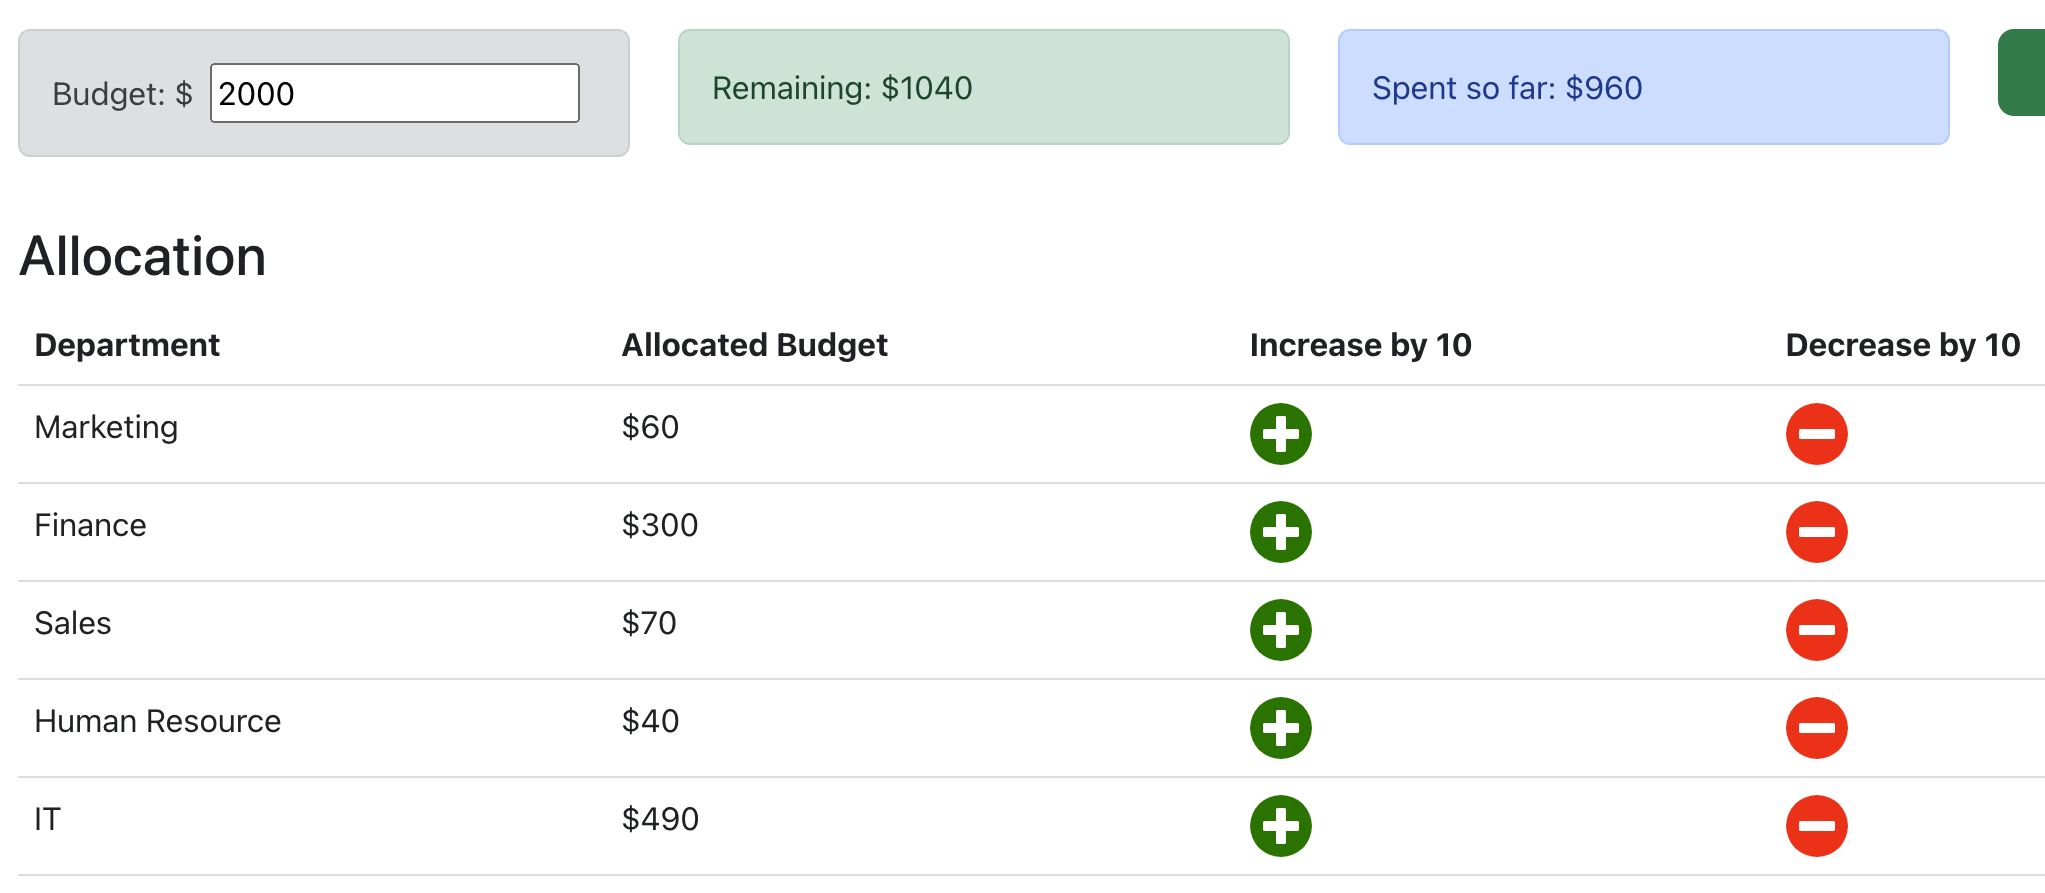 Budget: $ 2000
Remaining: $1040
Spent so far: $960
Allocation
Department Allocated Budget Increase by 10 Decrease by 10
Marketing $60
Finance $300
Sales $70
Human Resource $40
IT $490